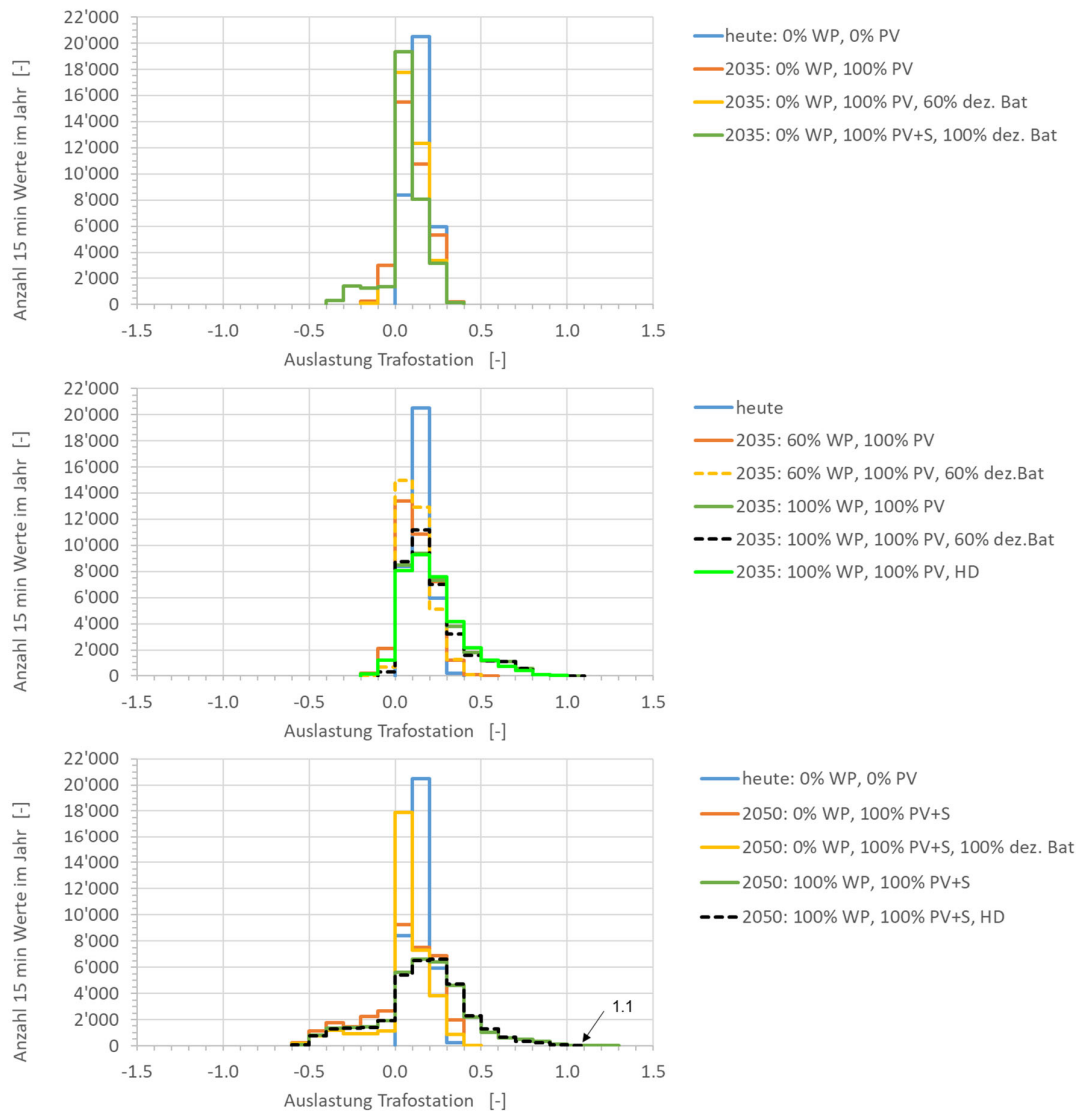 22'000
20'000
18'000
16'000
14'000
12'000
10'000
8'000
6'000
4'000
2'000
0
Anzahl 15 min Werte im Jahr [-]
-1.5 -1.0 -0.5 0.0 0.5 1.0 1.5
Auslastung Trafostation [-]
heute: 0% WP, 0% PV
2035: 0% WP, 100% PV
2035: 0% WP, 100% PV, 60% dez. Bat
2035: 0% WP, 100% PV+S, 100% dez. Bat
22'000
20'000
18'000
16'000
14'000
12'000
10'000
8'000
6'000
4'000
2'000
0
Anzahl 15 min Werte im Jahr [-]
-1.5 -1.0 -0.5 0.0 0.5 1.0 1.5
Auslastung Trafostation [-]
heute
2035: 60% WP, 100% PV
2035: 60% WP, 100% PV, 60% dez.Bat
2035: 100% WP, 100% PV
2035: 100% WP, 100% PV, 60% dez.Bat
2035: 100% WP, 100% PV, HD
22'000
20'000
18'000
16'000
14'000
12'000
10'000
8'000
6'000
4'000
2'000
0
Anzahl 15 min Werte im Jahr [-]
1.1
-1.5 -1.0 -0.5 0.0 0.5 1.0 1.5
Auslastung Trafostation [-]
heute: 0% WP, 0% PV
2050: 0% WP, 100% PV+S
2050: 0% WP, 100% PV+S, 100% dez. Bat
2050: 100% WP, 100% PV+S
2050: 100% WP, 100% PV+S, HD